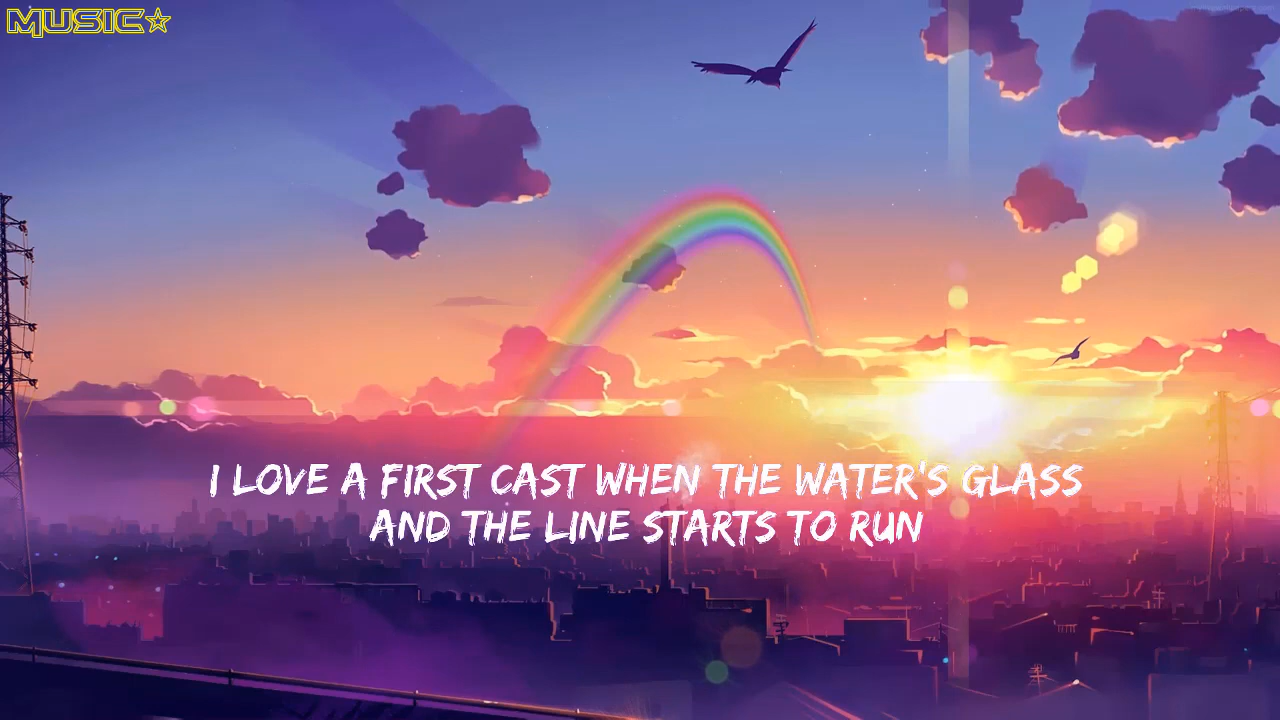 MUSIC☆
I LOVE A FIRST CAST WHEN THE WATER'S GLASS
AND THE LINE STARTS TO RUN